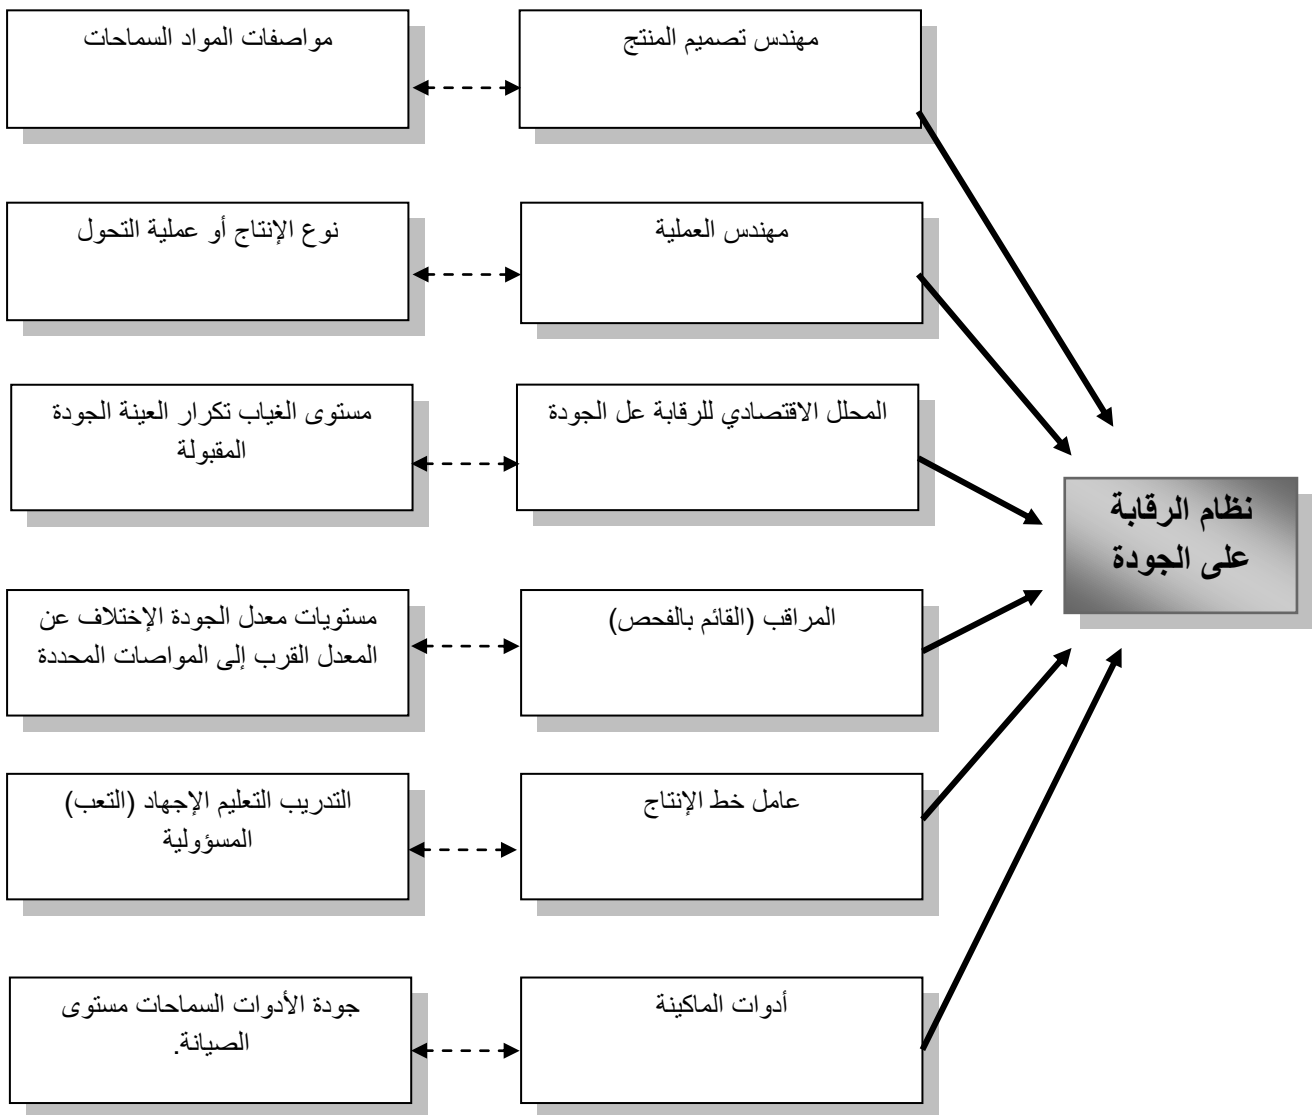 مهندس تصميم المنتج
مواصفات المواد السماحات
مهندس العملية
نوع الإنتاج أو عملية التحول
المحلل الاقتصادي للرقابة عل الجودة
مستوى الغياب تكرار العينة الجودة
المقبولة
نظام الرقابة
على الجودة
المراقب (القائم بالفحص)
مستويات معدل الجودة الإختلاف عن
المعدل القرب إلى المواصات المحددة
عامل خط الإنتاج
التدريب التعليم الإجهاد (التعب)
المسؤولية
أدوات الماكينة
جودة الأدوات السماحات مستوى
الصيانة.